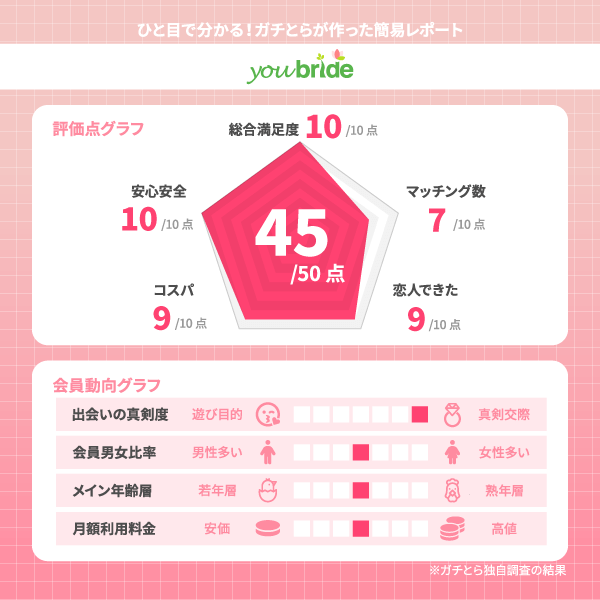 ひと目で分かる！ガチとらが作った簡易レポート
youbride
評価点グラフ
総合満足度 10 /10 点
安心安全
10 /10 点
マッチング数
7 /10 点
45
/50 点
コスパ
9 /10 点
恋人できた
9 /10 点
会員動向グラフ
出会いの真剣度 遊び目的 真剣交際
会員男女比率 男性多い 女性多い
メイン年齢層 若年層 熟年層
月額利用料金 安価 高値
※ガチとら独自調査の結果